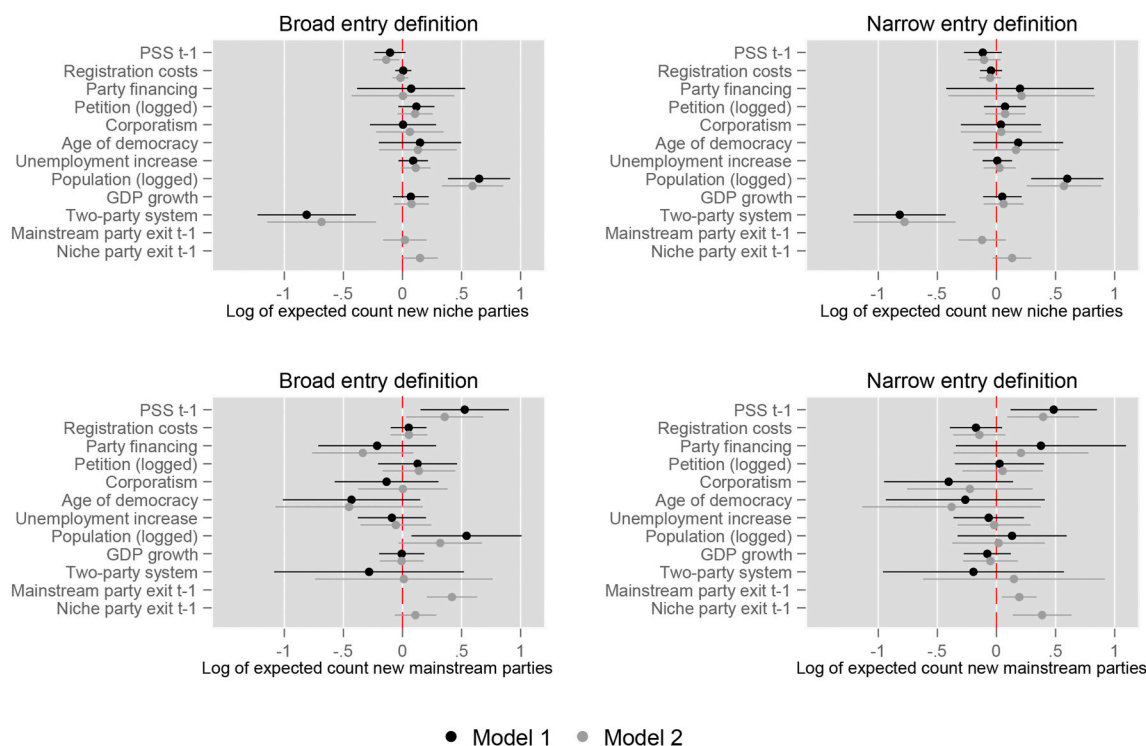 Broad entry definition
PSS t-1
Registration costs
Party financing
Petition (logged)
Corporatism
Age of democracy
Unemployment increase
Population (logged)
GDP growth
Two-party system
Mainstream party exit t-1
Niche party exit t-1
-1 -.5 0 .5 1
Log of expected count new niche parties
Narrow entry definition
PSS t-1
Registration costs
Party financing
Petition (logged)
Corporatism
Age of democracy
Unemployment increase
Population (logged)
GDP growth
Two-party system
Mainstream party exit t-1
Niche party exit t-1
-1 -.5 0 .5 1
Log of expected count new niche parties
Broad entry definition
PSS t-1
Registration costs
Party financing
Petition (logged)
Corporatism
Age of democracy
Unemployment increase
Population (logged)
GDP growth
Two-party system
Mainstream party exit t-1
Niche party exit t-1
-1 -.5 0 .5 1
Log of expected count new mainstream parties
Narrow entry definition
PSS t-1
Registration costs
Party financing
Petition (logged)
Corporatism
Age of democracy
Unemployment increase
Population (logged)
GDP growth
Two-party system
Mainstream party exit t-1
Niche party exit t-1
-1 -.5 0 .5 1
Log of expected count new mainstream parties
Model 1 Model 2